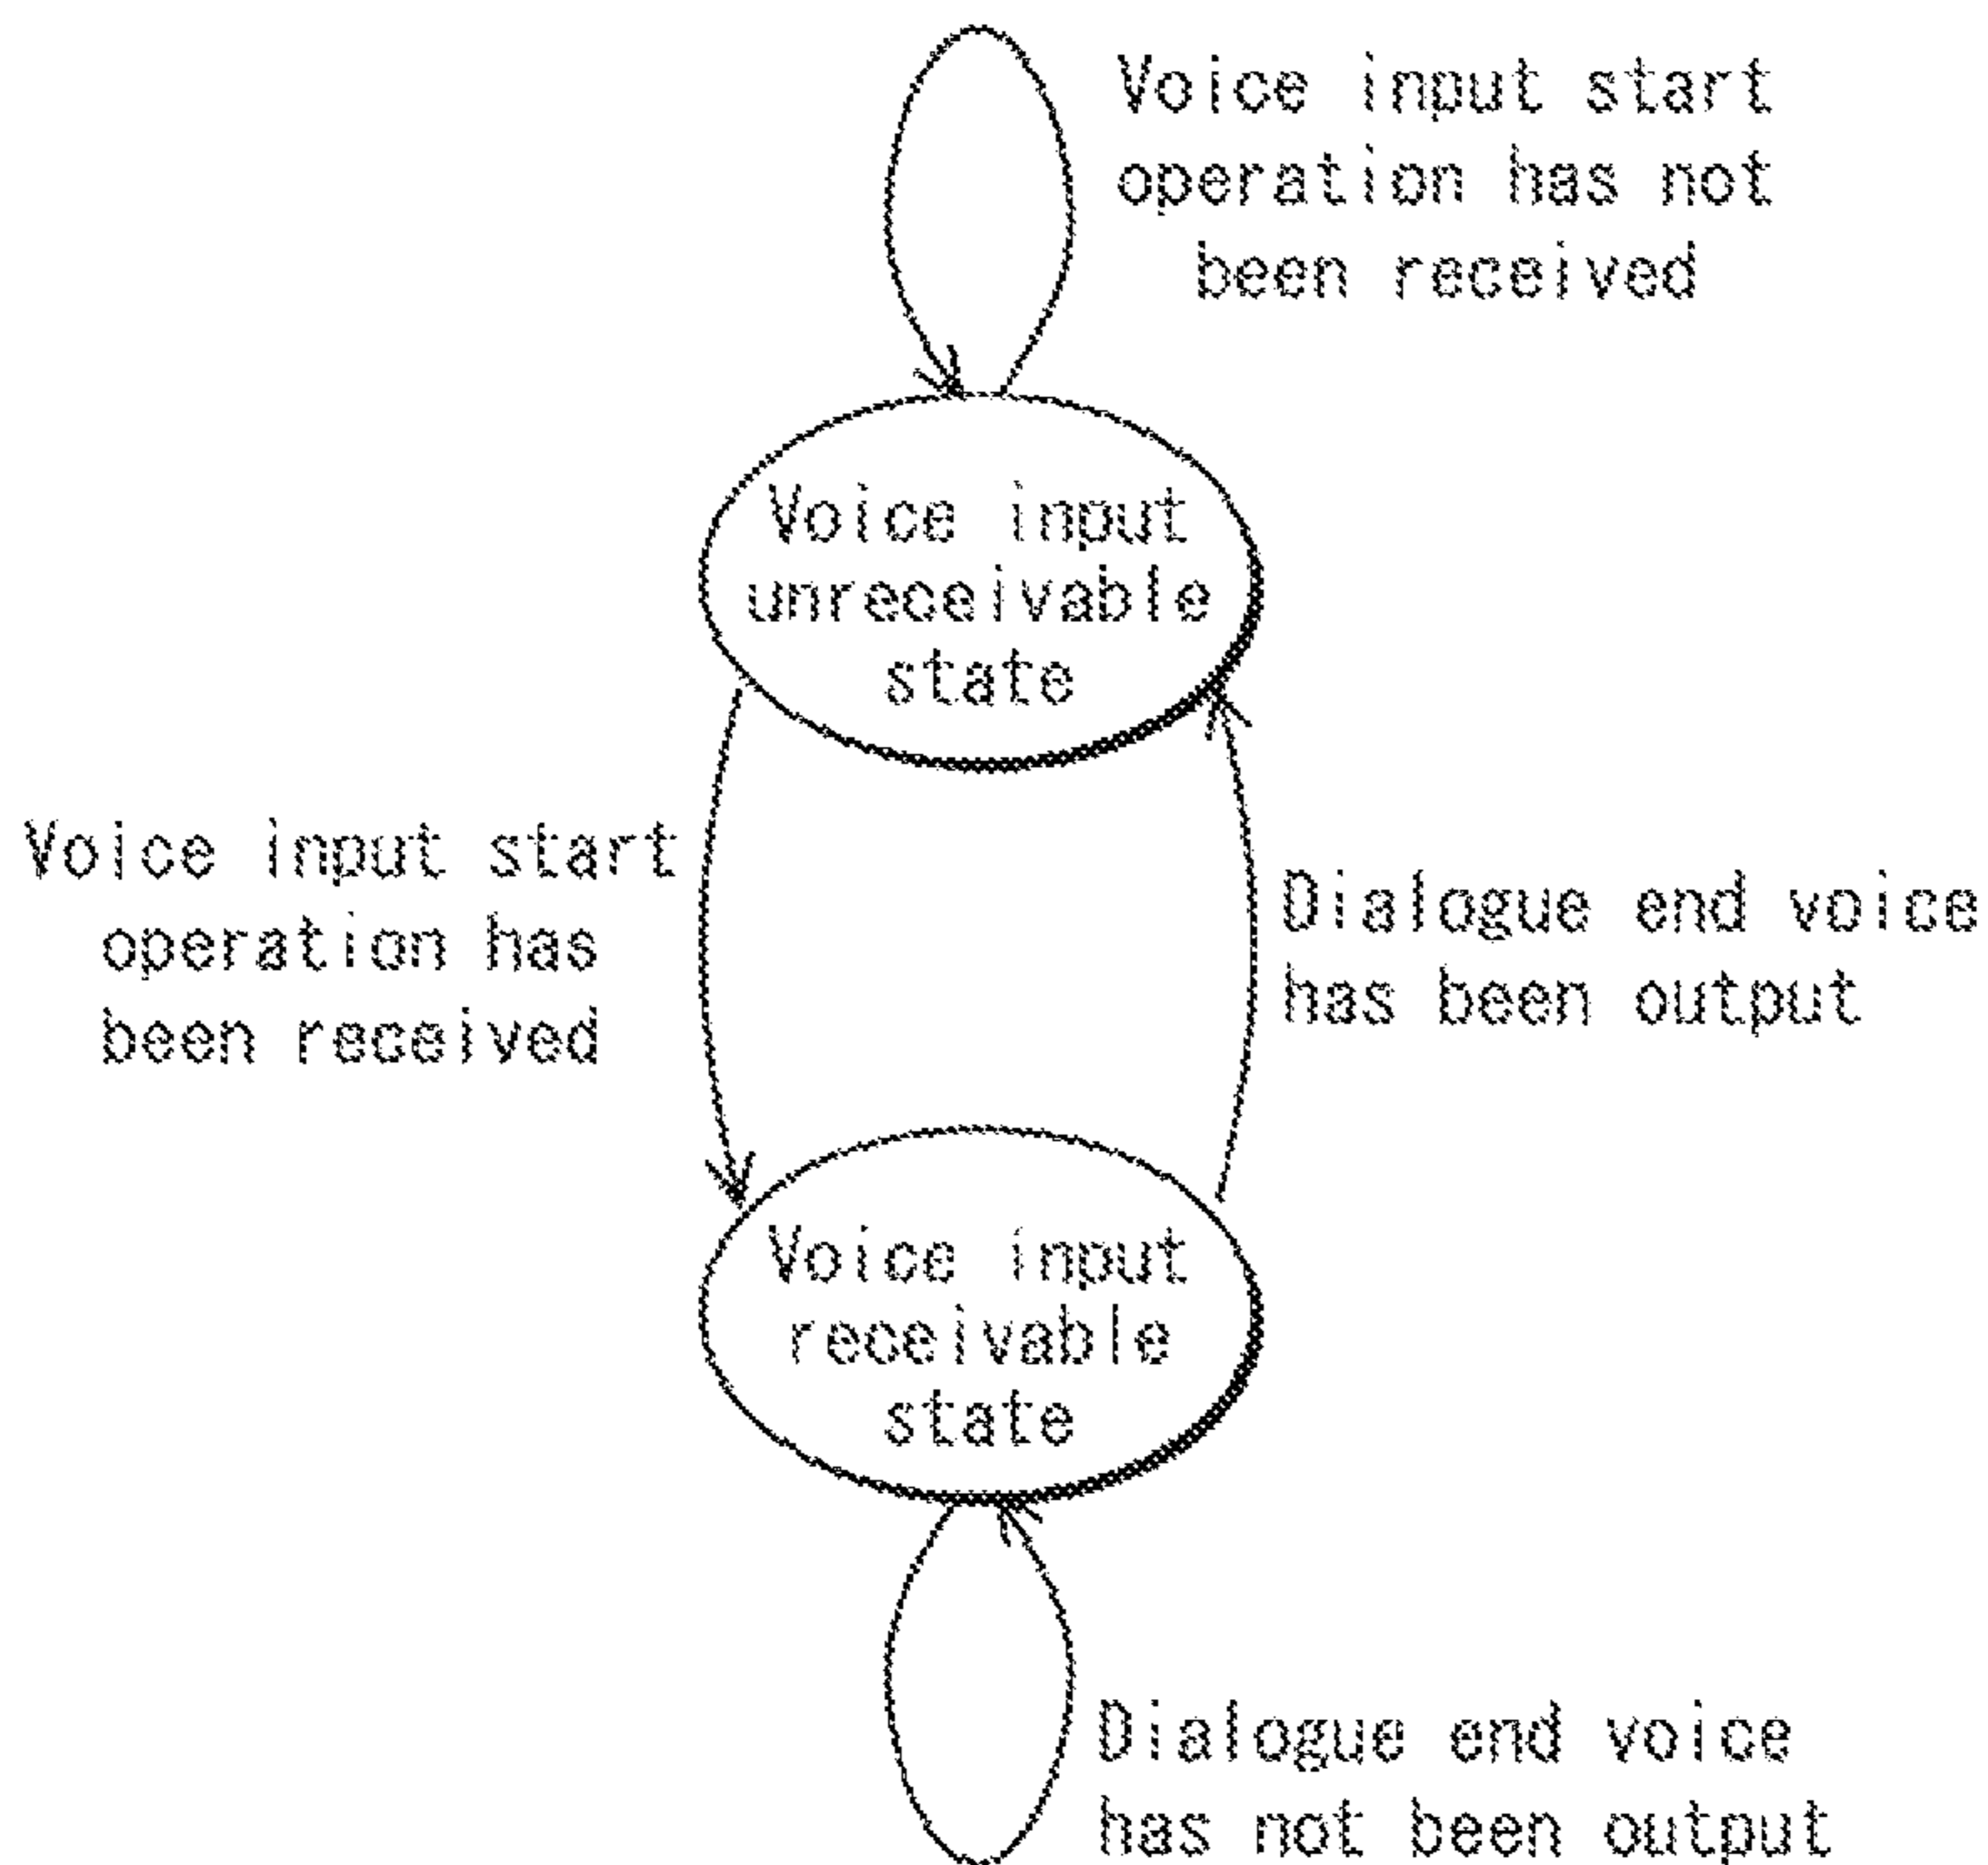 Voice input start
operation has not
been received
Voice input
unreceivable
state
Voice input start
operation has
been received
Dialogue end voice
has been output
Voice input
receivable
state
Dialogue end voice
has not been output